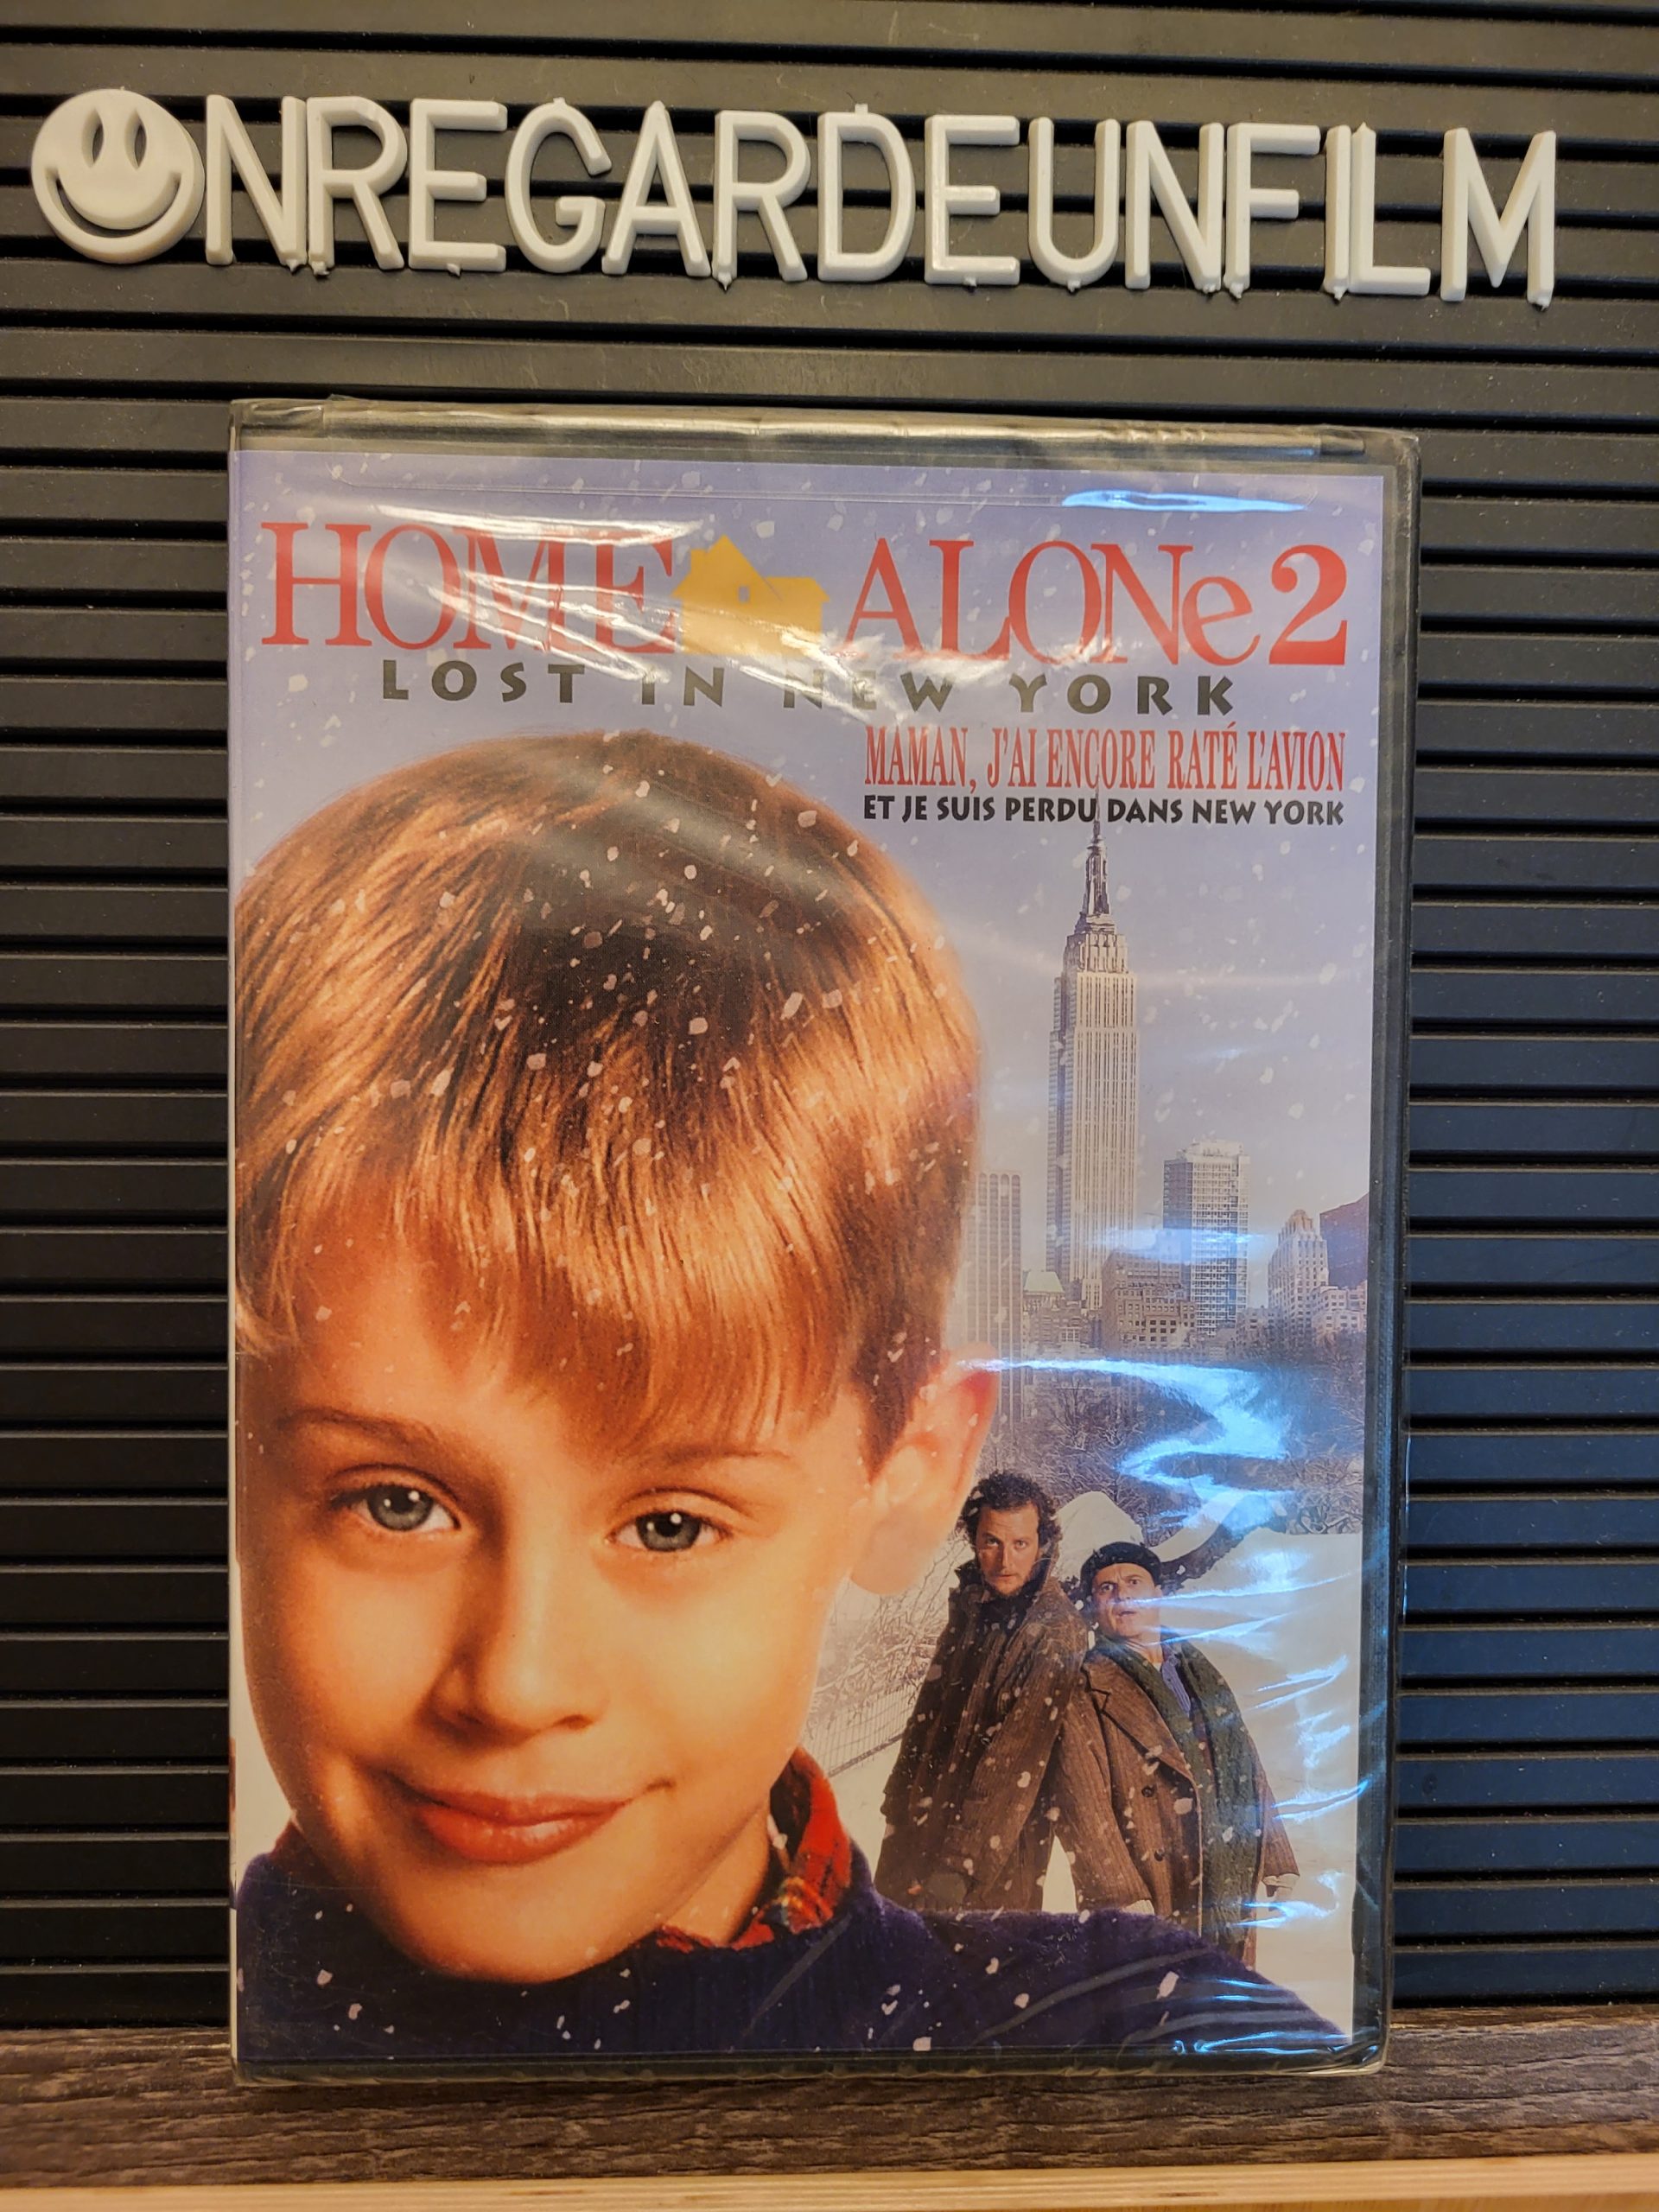 ONREGARDEUNFILM
HOME ALONe 2
LOST IN NEW YORK
MAMAN, J'AI ENCORE RATÉ L'AVION
ET JE SUIS PERDU DANS NEW YORK